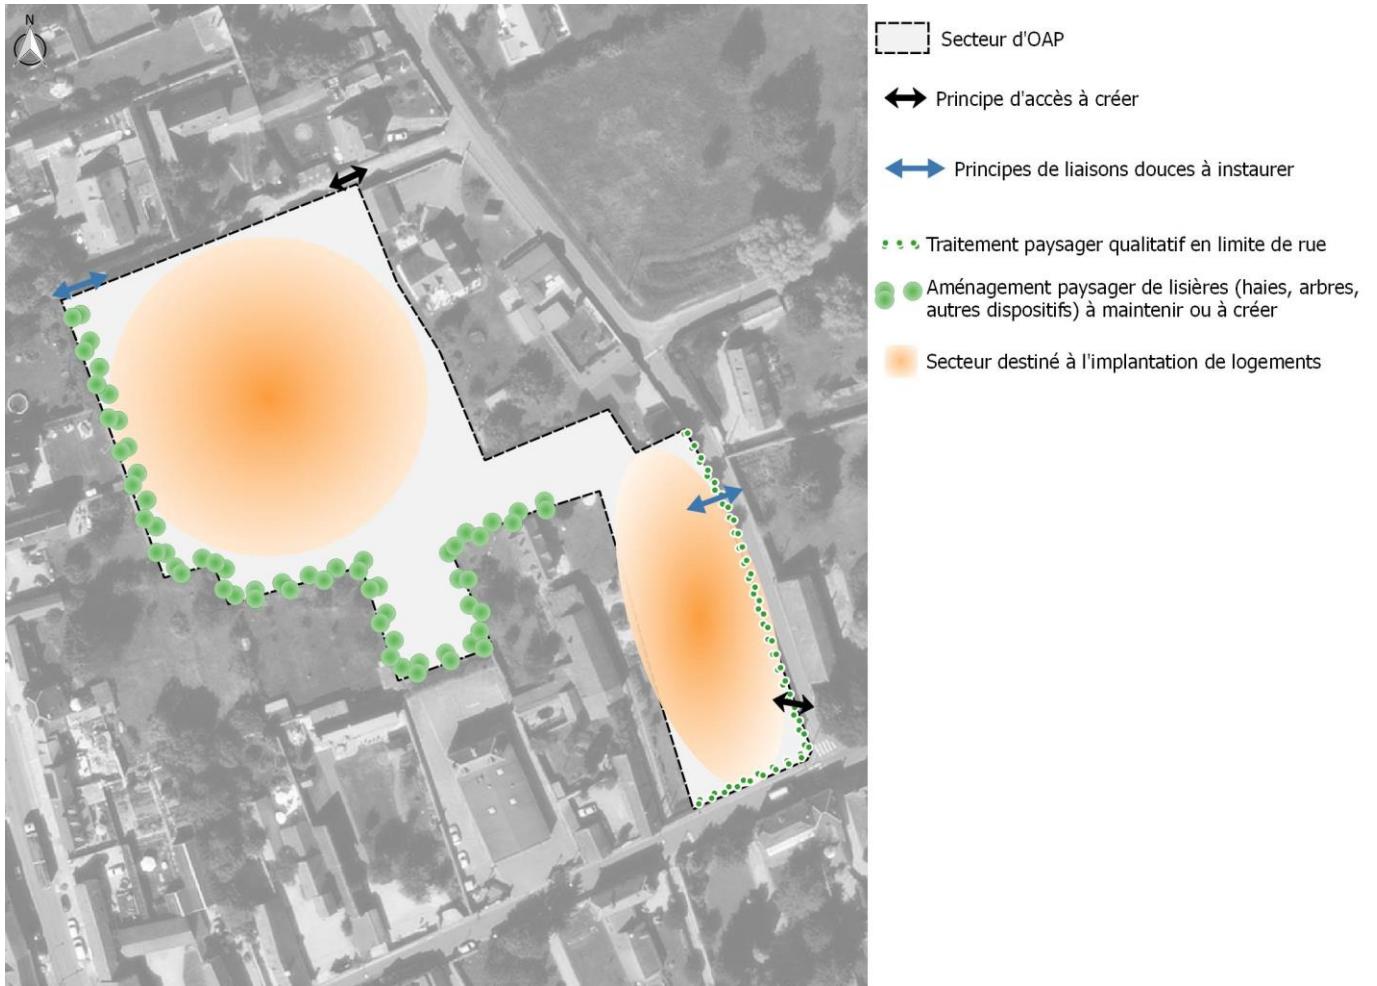 N
Secteur d'OAP
Principe d'accès à créer
Principes de liaisons douces à instaurer
Traitement paysager qualitatif en limite de rue
Aménagement paysager de lisières (haies, arbres,
autres dispositifs) à maintenir ou à créer
Secteur destiné à l'implantation de logements